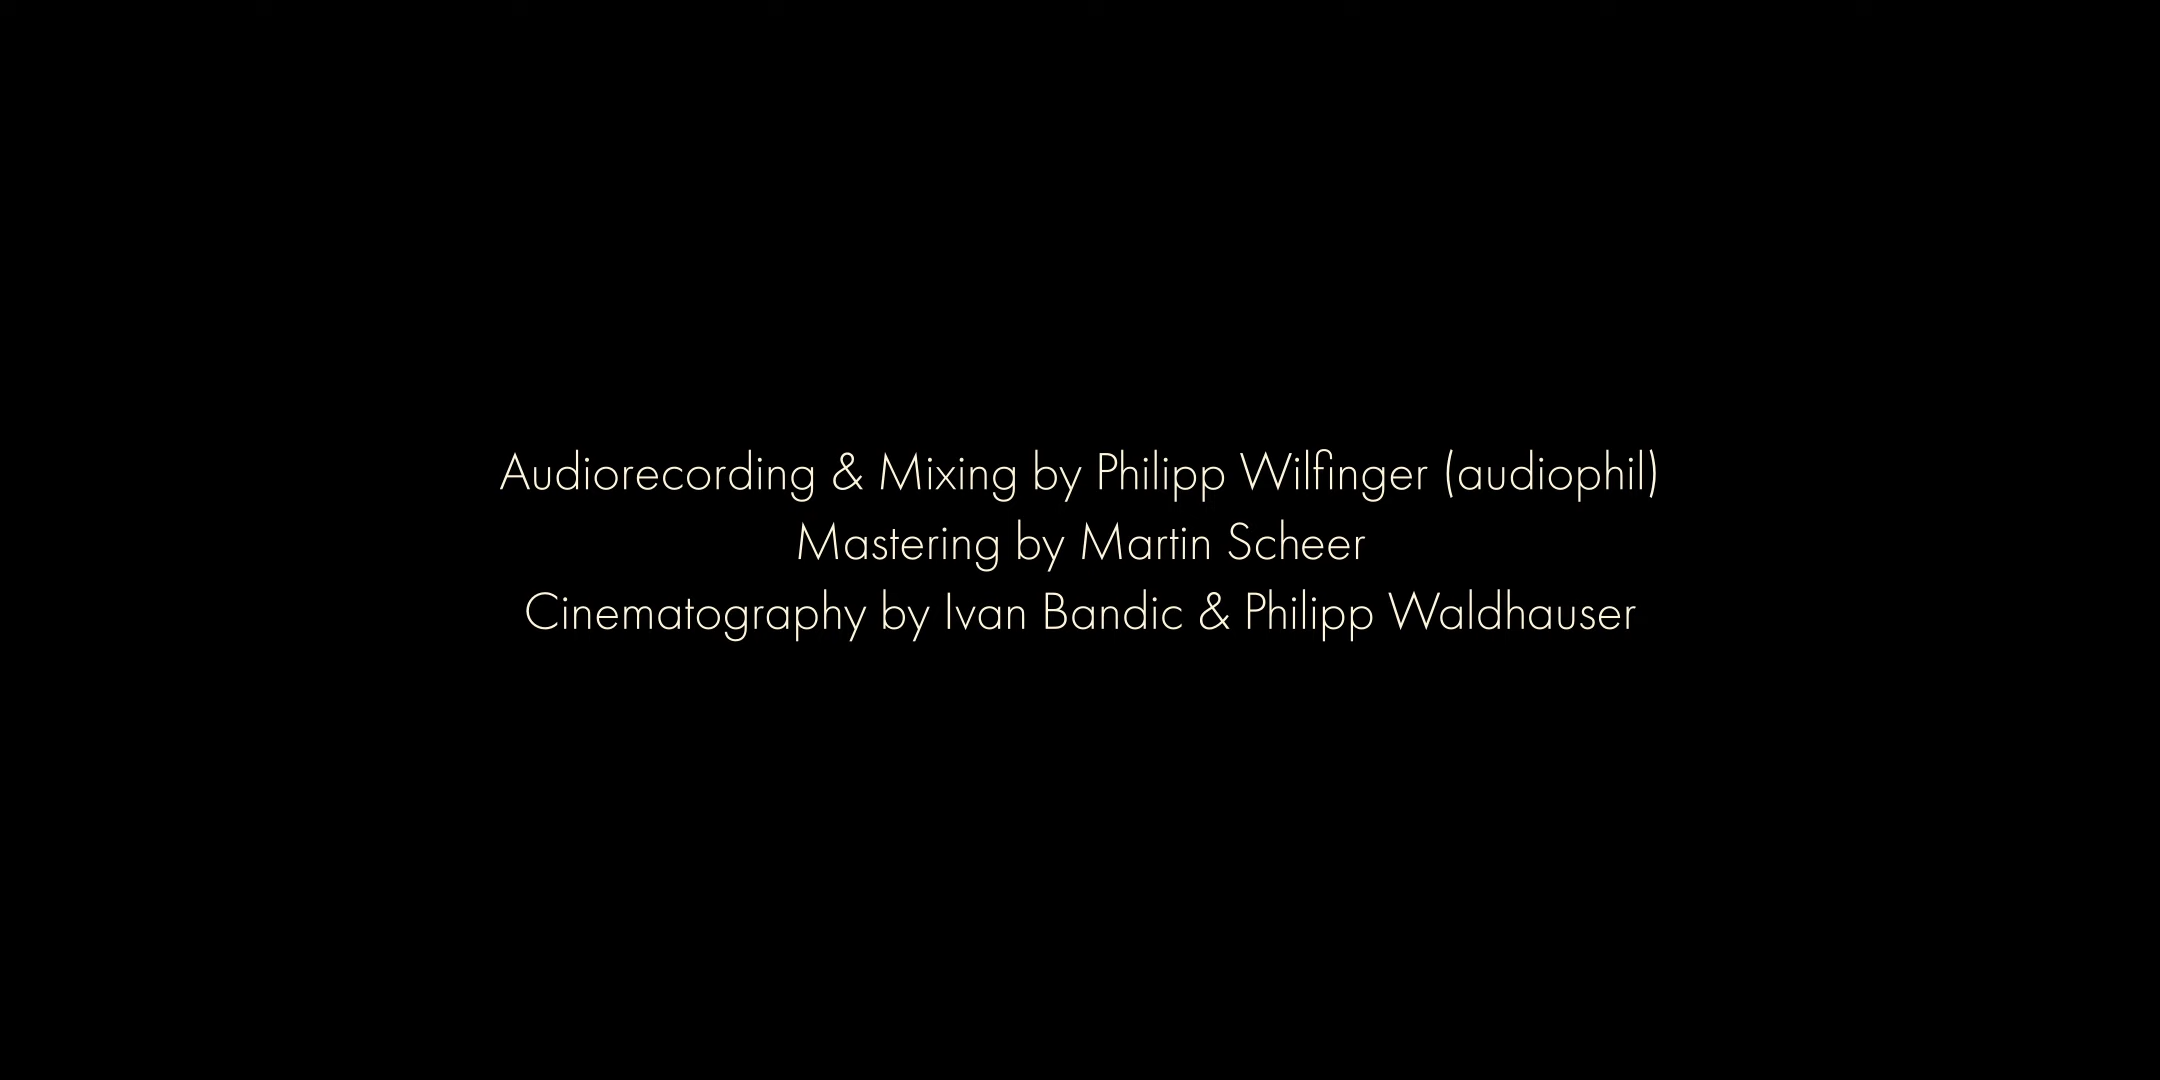 Audiorecording & Mixing by Philipp Wilfinger (audiophil)
Mastering by Martin Scheer
Cinematography by Ivan Bandic & Philipp Waldhauser